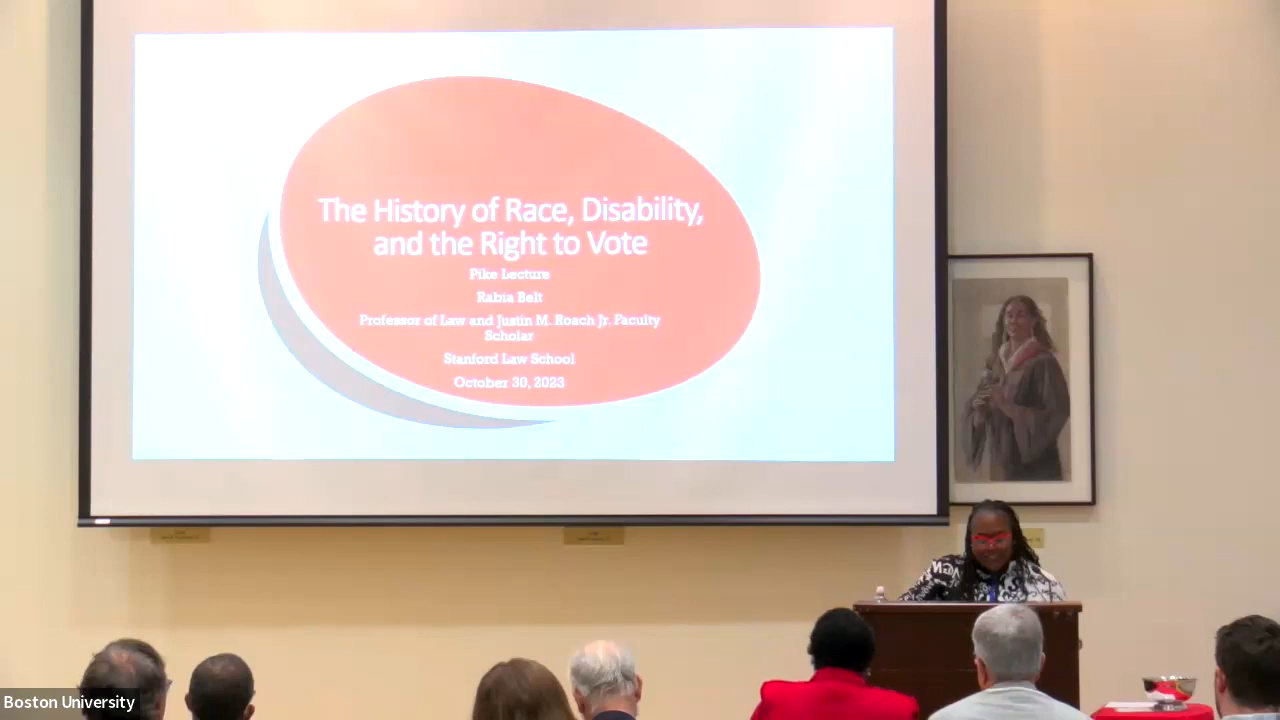 The History of Race, Disability,
and the Right to Vote
Pike Lecture
Rabia Belt
Professor of Law and Justin M. Roach Jr. Faculty
Scholar
Stanford Law School
October 30, 2023
Boston University